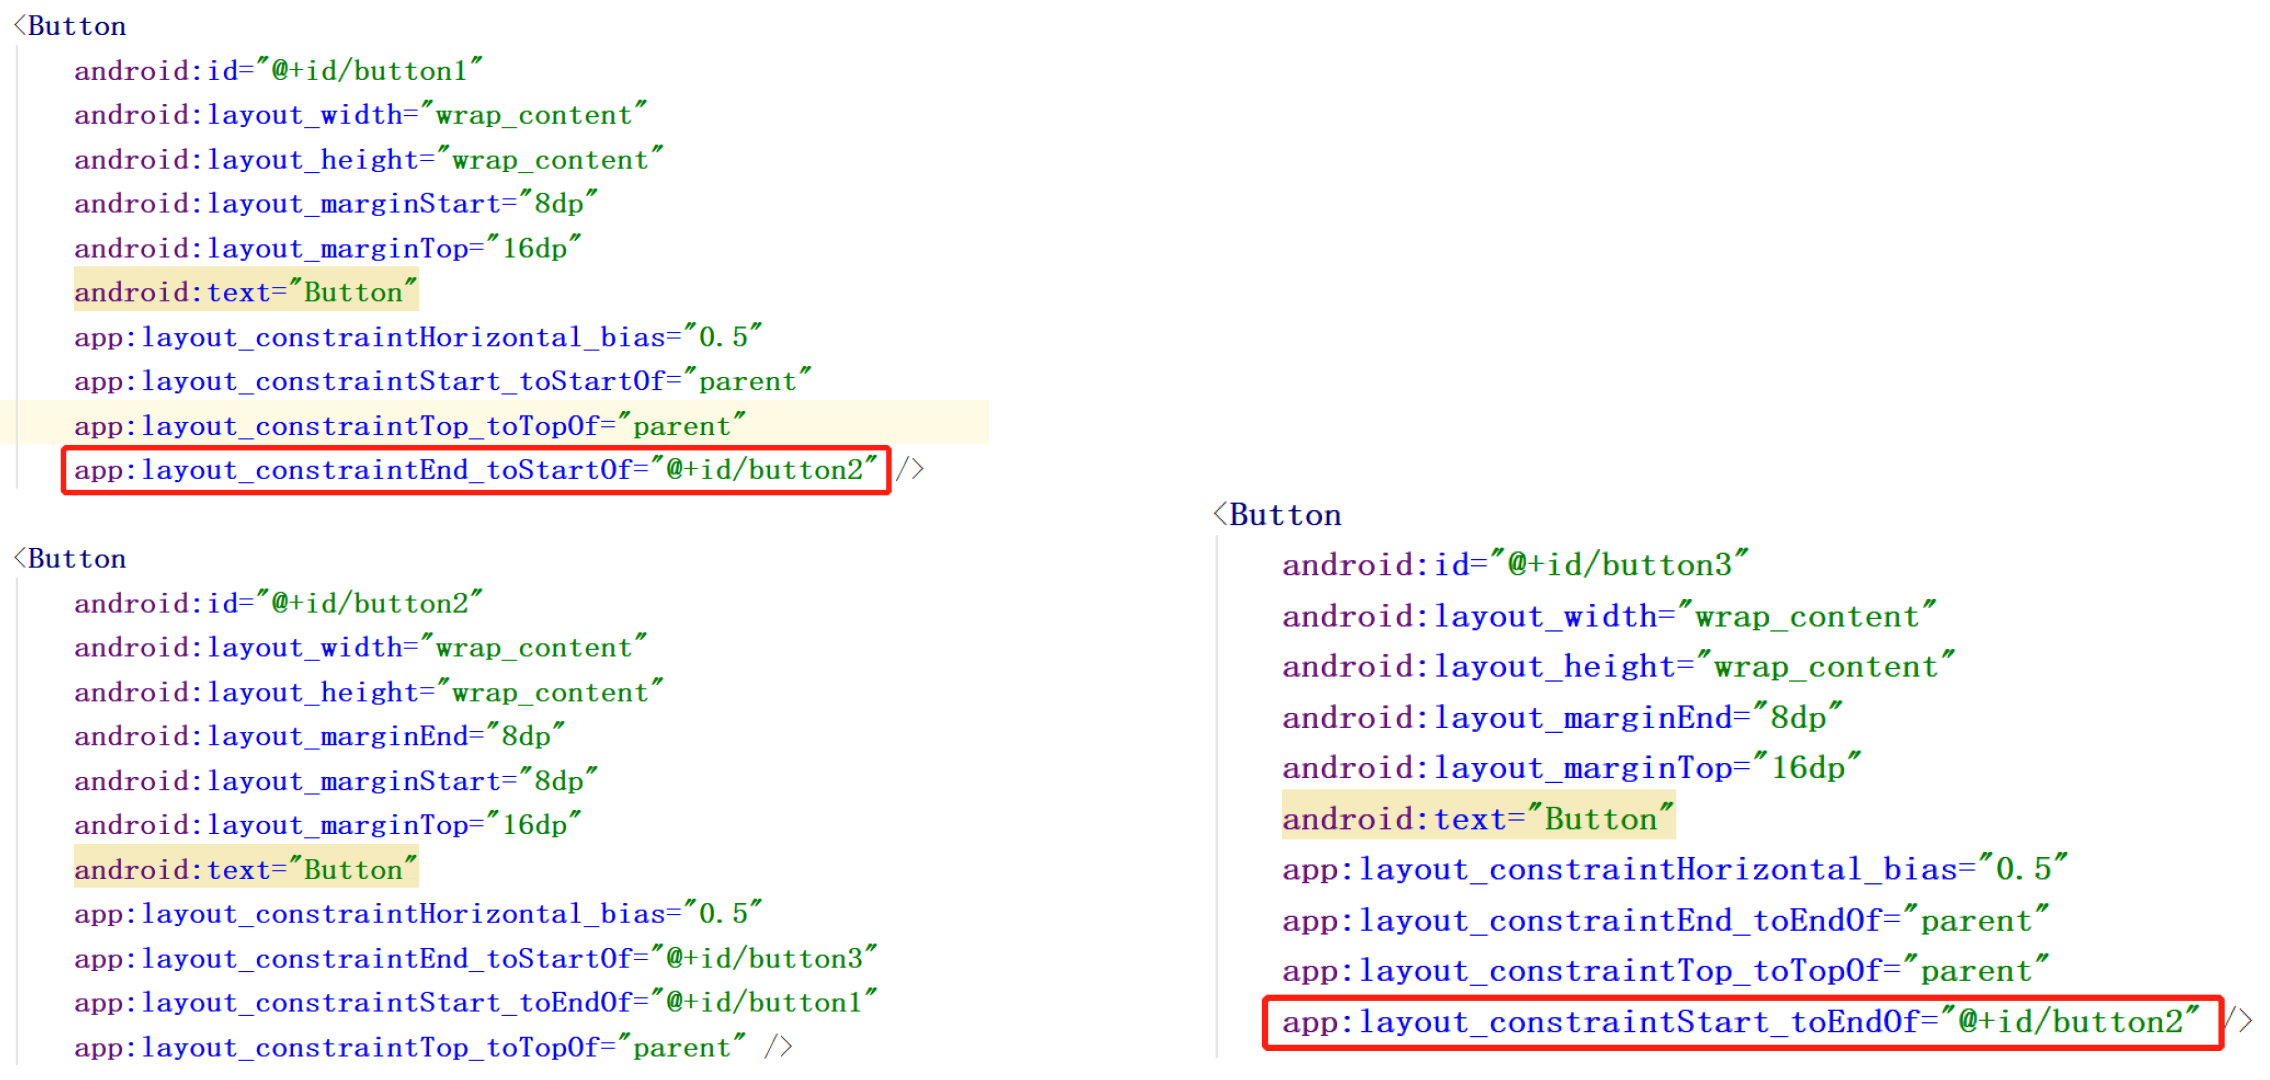 <Button
android:id="@+id/button1"
android:layout_width="wrap_content"
android:layout_height="wrap_content"
android:layout_marginStart="8dp"
android:layout_marginTop="16dp"
android:text="Button"
app:layout_constraintHorizontal_bias="0.5"
app:layout_constraintStart_toStartOf="parent"
app:layout_constraintTop_toTopOf="parent"
app:layout_constraintEnd_toStartOf="@+id/button2" />
<Button
android:id="@+id/button2"
android:layout_width="wrap_content"
android:layout_height="wrap_content"
android:layout_marginEnd="8dp"
android:layout_marginStart="8dp"
android:layout_marginTop="16dp"
android:text="Button"
app:layout_constraintHorizontal_bias="0.5"
app:layout_constraintEnd_toStartOf="@+id/button3"
app:layout_constraintStart_toEndOf="@+id/button1"
app:layout_constraintTop_toTopOf="parent" />
<Button
android:id="@+id/button3"
android:layout_width="wrap_content"
android:layout_height="wrap_content"
android:layout_marginEnd="8dp"
android:layout_marginTop="16dp"
android:text="Button"
app:layout_constraintHorizontal_bias="0.5"
app:layout_constraintEnd_toEndOf="parent"
app:layout_constraintTop_toTopOf="parent"
app:layout_constraintStart_toEndOf="@+id/button2" />